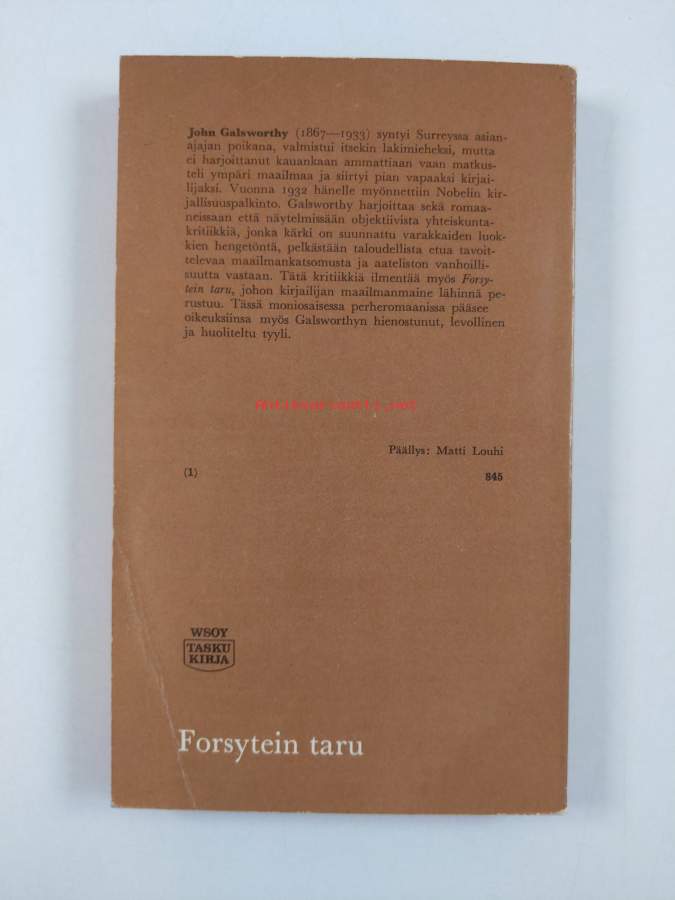 John Galsworthy (1867—1933) syntyi Surreyssa asian-
ajajan poikana, valmistui itsekin lakimieheksi, mutta
ei harjoittanut kauankaan ammattiaan vaan matkus-
teli ympäri maailmaa ja siirtyi pian vapaaksi kirjai-
lijaksi. Vuonna 1932 hänelle myönnettiin Nobelin kir-
jallisuuspalkinto. Galsworthy harjoittaa sekä romaa-
neissaan että näytelmissään objektiivista yhteiskunta-
kritiikkiä, jonka kärki on suunnattu varakkaiden luok-
kien hengetöntä, pelkästään taloudellista etua tavoit-
televaa maailmankatsomusta ja aateliston vanhoilli-
suutta vastaan. Tätä kritiikkiä ilmentää myös Forsy-
tein taru, johon kirjailijan maailmanmaine lähinnä pe-
rustuu. Tässä moniosaisessa perheromaanissa pääsee
oikeuksiinsa myös Galsworthyn hienostunut, levollinen
ja huoliteltu tyyli.
Päällys: Matti Louhi
(1) 845
WSOY
TASKU
KIRJA
Forsytein taru